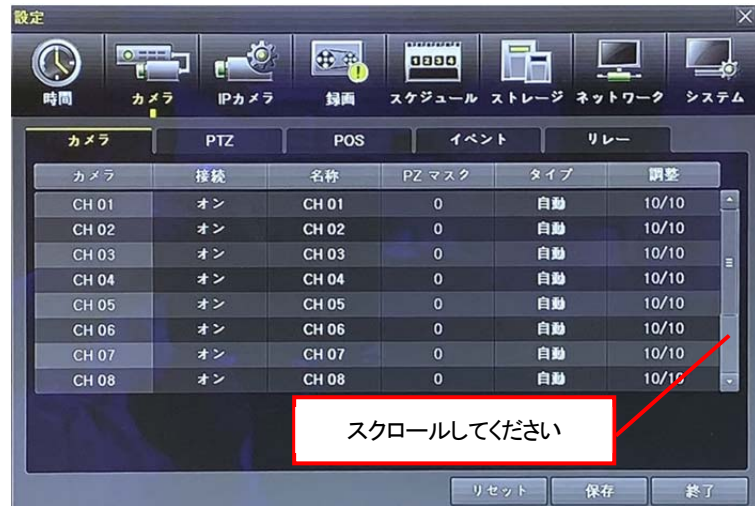 設定
時間 カメラ IPカメラ 録画 スケジュール ストレージ ネットワーク システム
カメラ PTZ POS イベント リレー
カメラ 接続 名称 PZ マスク タイプ 調整
CH 01 オン CH 01 0 自動 10/10
CH 02 オン CH 02 0 自動 10/10
CH 03 オン CH 03 0 自動 10/10
CH 04 オン CH 04 0 自動 10/10
CH 05 オン CH 05 0 自動 10/10
CH 06 オン CH 06 0 自動 10/10
CH 07 オン CH 07 0 自動 10/10
CH 08 オン CH 08 0 自動 10/10
スクロールしてください
リセット 保存 終了